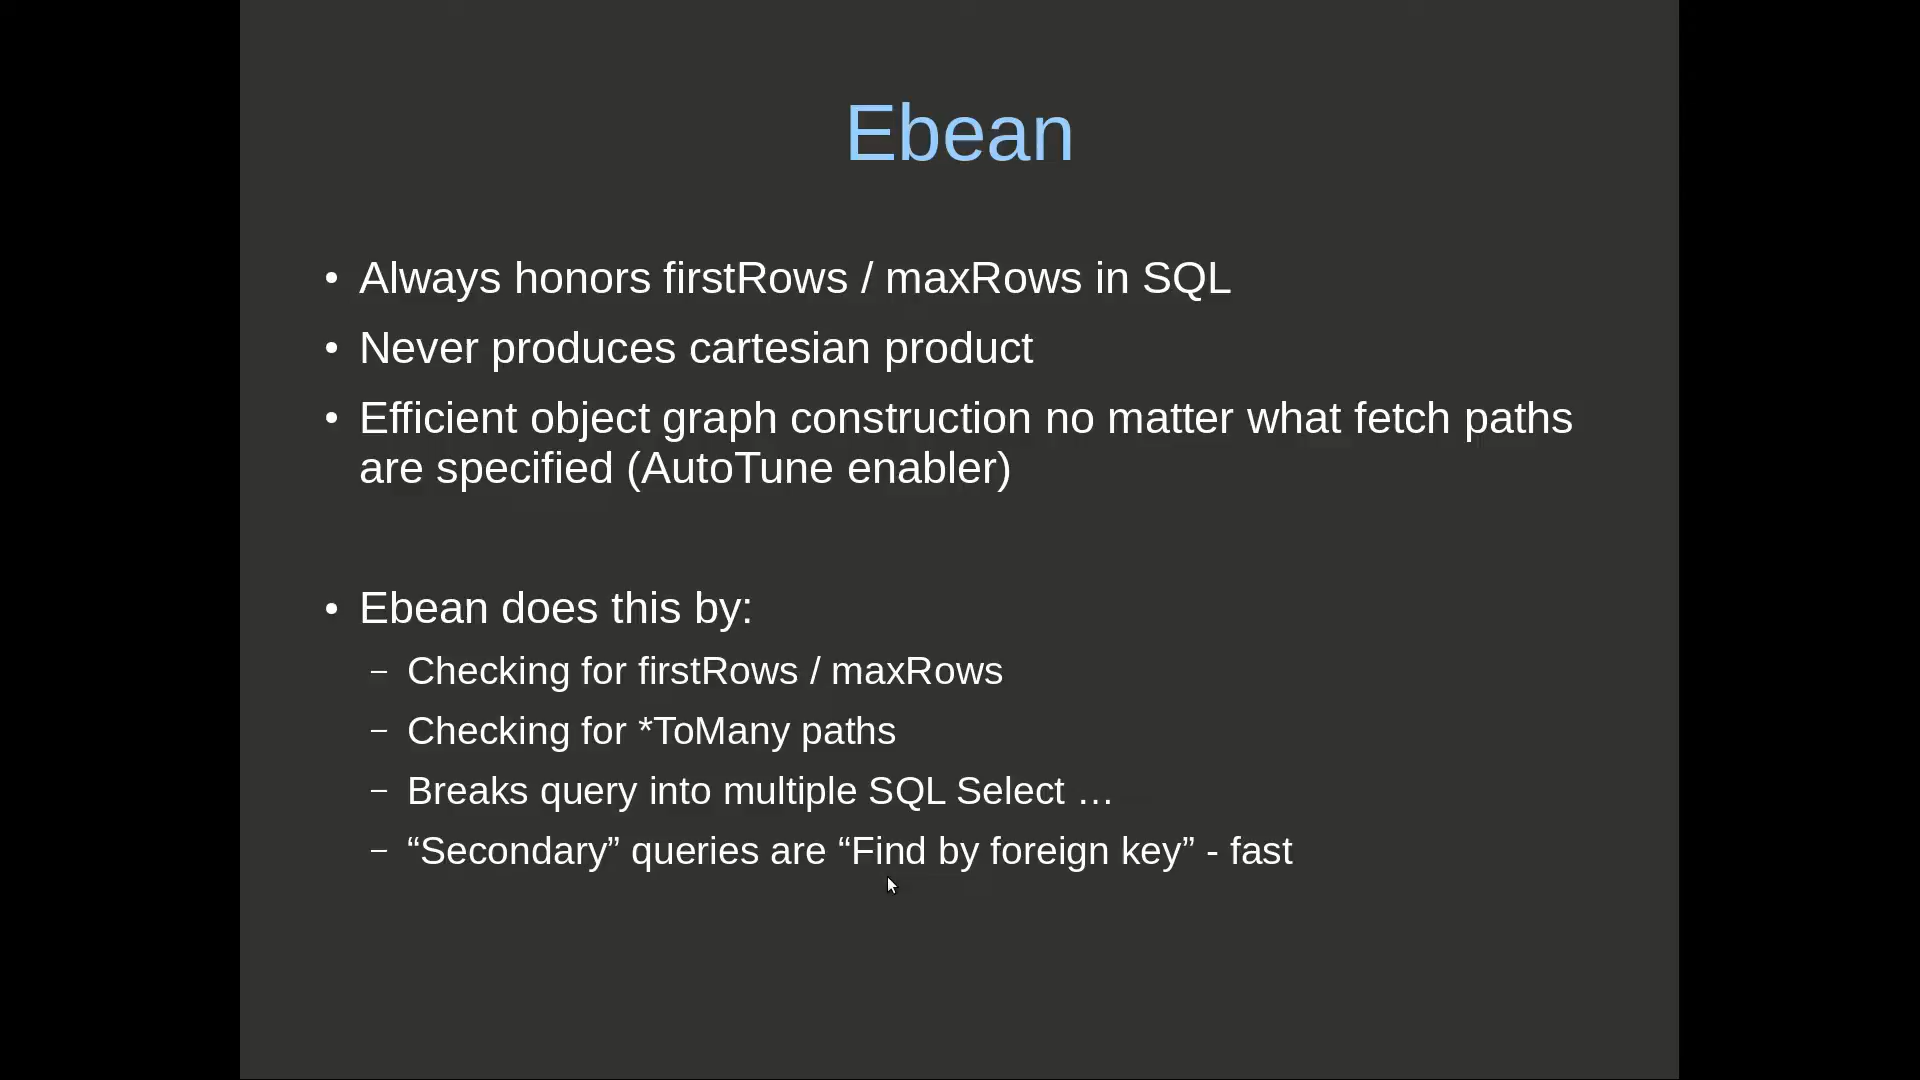 Ebean
• Always honors firstRows / maxRows in SQL
• Never produces cartesian product
• Efficient object graph construction no matter what fetch paths
are specified (AutoTune enabler)
• Ebean does this by:
– Checking for firstRows / maxRows
– Checking for *ToMany paths
– Breaks query into multiple SQL Select …
– “Secondary” queries are “Find by foreign key” - fast